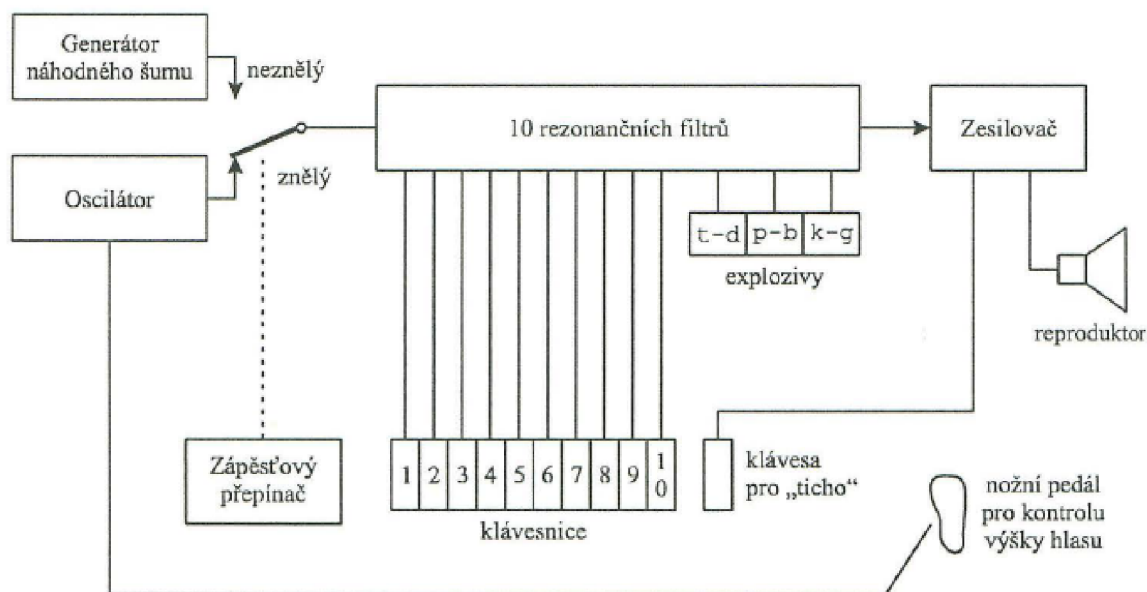 Generátor
náhodného šumu
neznělý
znělý
Oscilátor
10 rezonančních filtrů
Zesilovač
t-d p-b k-g
explozivy
reproduktor
Zápěsťový
přepínač
1 2 3 4 5 6 7 8 9 10
klávesnice
klávesa
pro „ticho“
nožní pedál
pro kontrolu
výšky hlasu